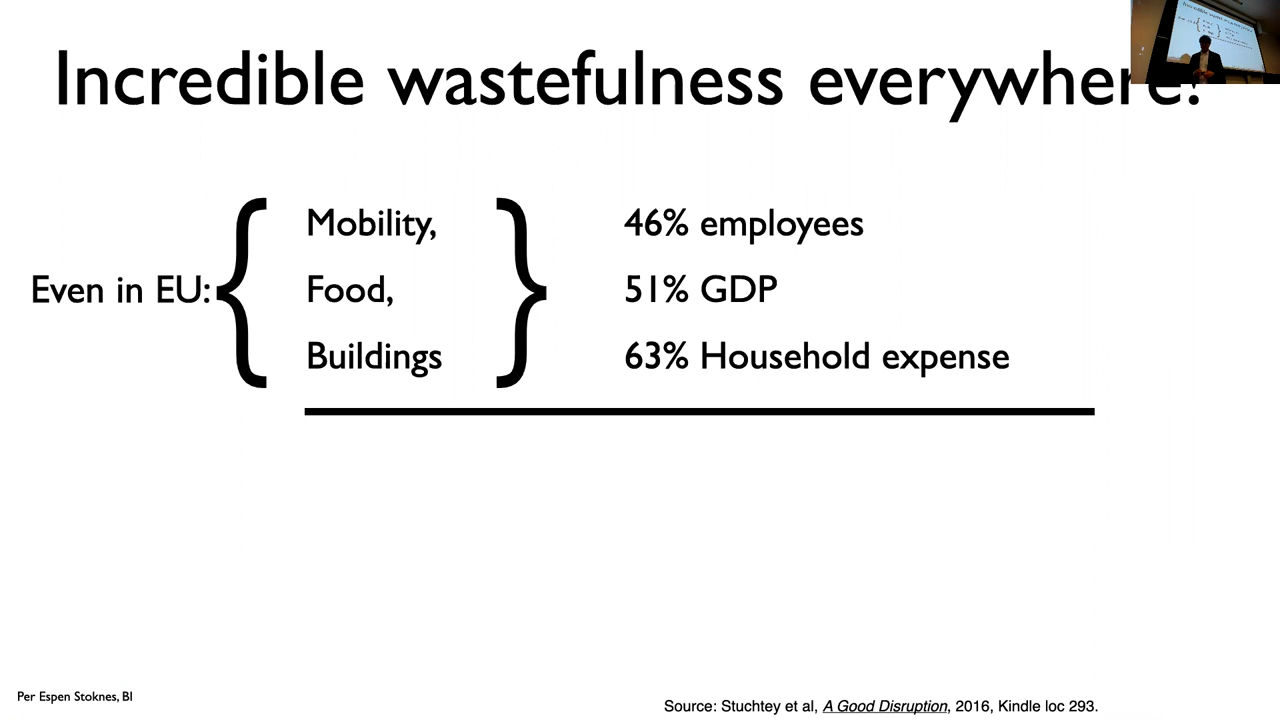 Incredible wastefulness everywhere!
Even in EU:
{
Mobility,
Food,
Buildings
}
46% employees
51% GDP
63% Household expense
Per Espen Stoknes, BI
Source: Stuchtey et al, A Good Disruption, 2016, Kindle loc 293.